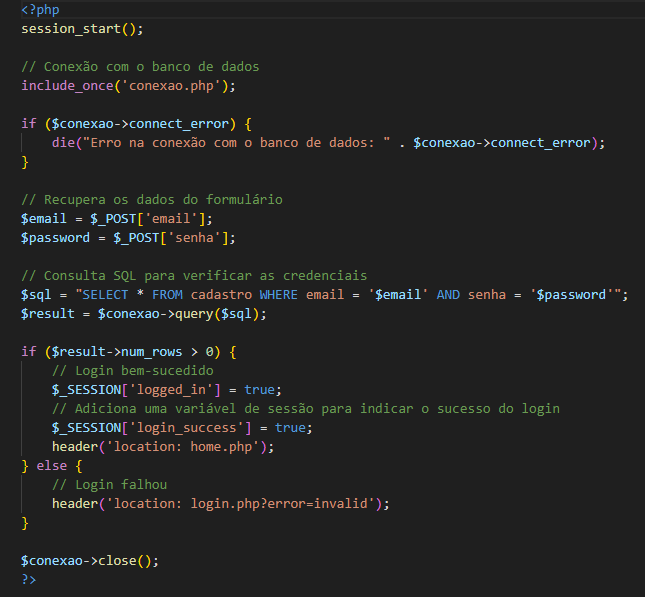 <?php
session_start();
// Conexão com o banco de dados
include_once('conexao.php');
if ($conexao->connect_error) {
die("Erro na conexão com o banco de dados: " . $conexao->connect_error);
}
// Recupera os dados do formulário
$email = $_POST['email'];
$password = $_POST['senha'];
// Consulta SQL para verificar as credenciais
$sql = "SELECT * FROM cadastro WHERE email = '$email' AND senha = '$password'";
$result = $conexao->query($sql);
if ($result->num_rows > 0) {
// Login bem-sucedido
$_SESSION['logged_in'] = true;
// Adiciona uma variável de sessão para indicar o sucesso do login
$_SESSION['login_success'] = true;
header('location: home.php');
} else {
// Login falhou
header('location: login.php?error=invalid');
}
$conexao->close();
?>